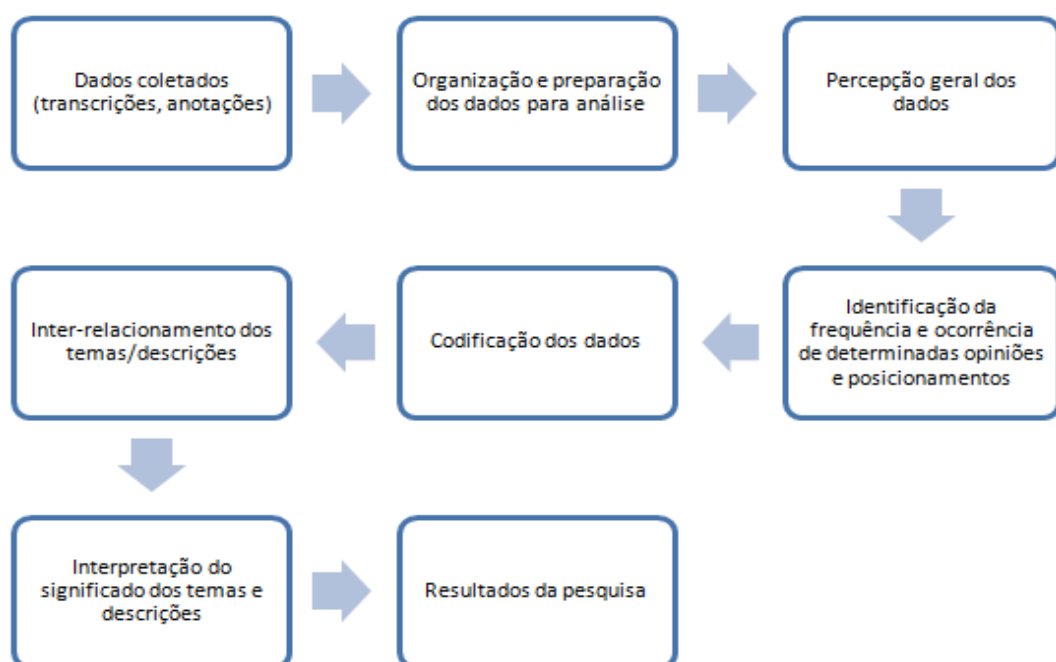 Dados coletados
(transcrições, anotações)
Organização e preparação
dos dados para análise
Percepção geral dos
dados
Identificação da
frequência e ocorrência
de determinadas opiniões
e posicionamentos
Codificação dos dados
Inter-relacionamento dos
temas/descrições
Interpretação do
significado dos temas e
descrições
Resultados da pesquisa